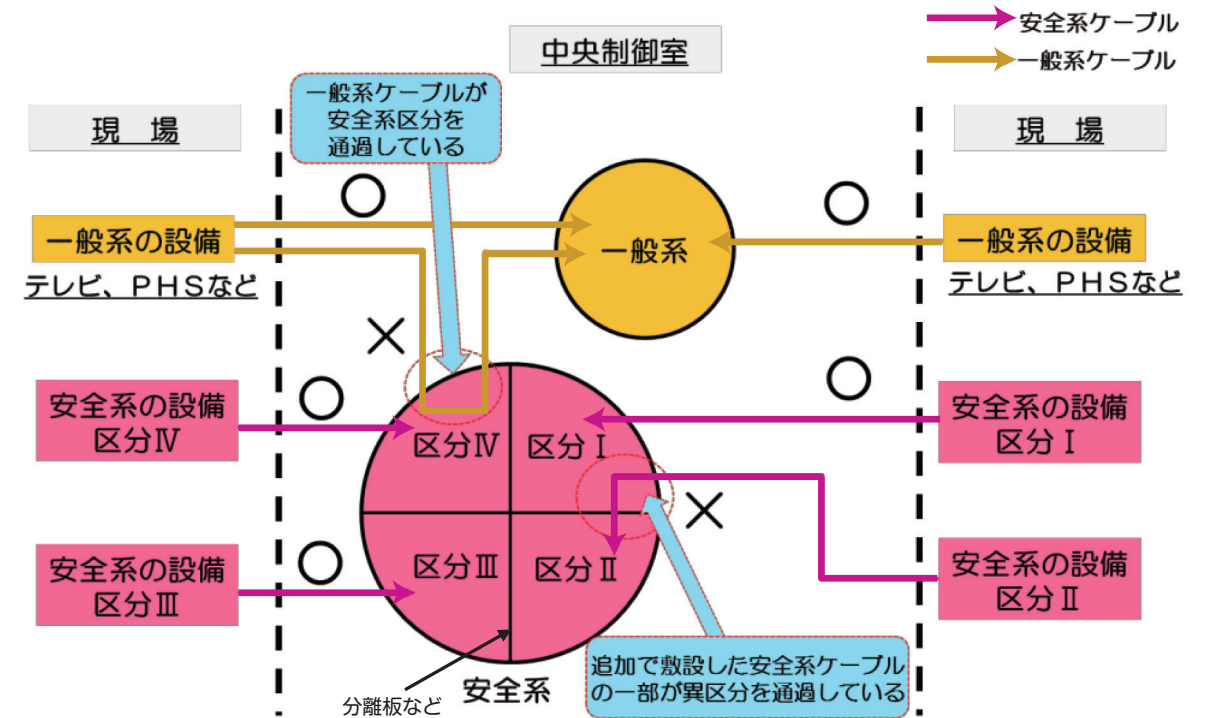 中央制御室
安全系ケーブル
一般系ケーブル
一般系ケーブルが
安全系区分を
通過している
現　場
現　場
一般系の設備
テレビ、ＰＨＳなど
一般系
一般系の設備
テレビ、ＰＨＳなど
安全系の設備
区分Ⅳ
区分Ⅳ
区分Ⅰ
安全系の設備
区分Ⅰ
安全系の設備
区分Ⅲ
区分Ⅲ
区分Ⅱ
安全系の設備
区分Ⅱ
分離板など
安全系
追加で敷設した安全系ケーブル
の一部が異区分を通過している